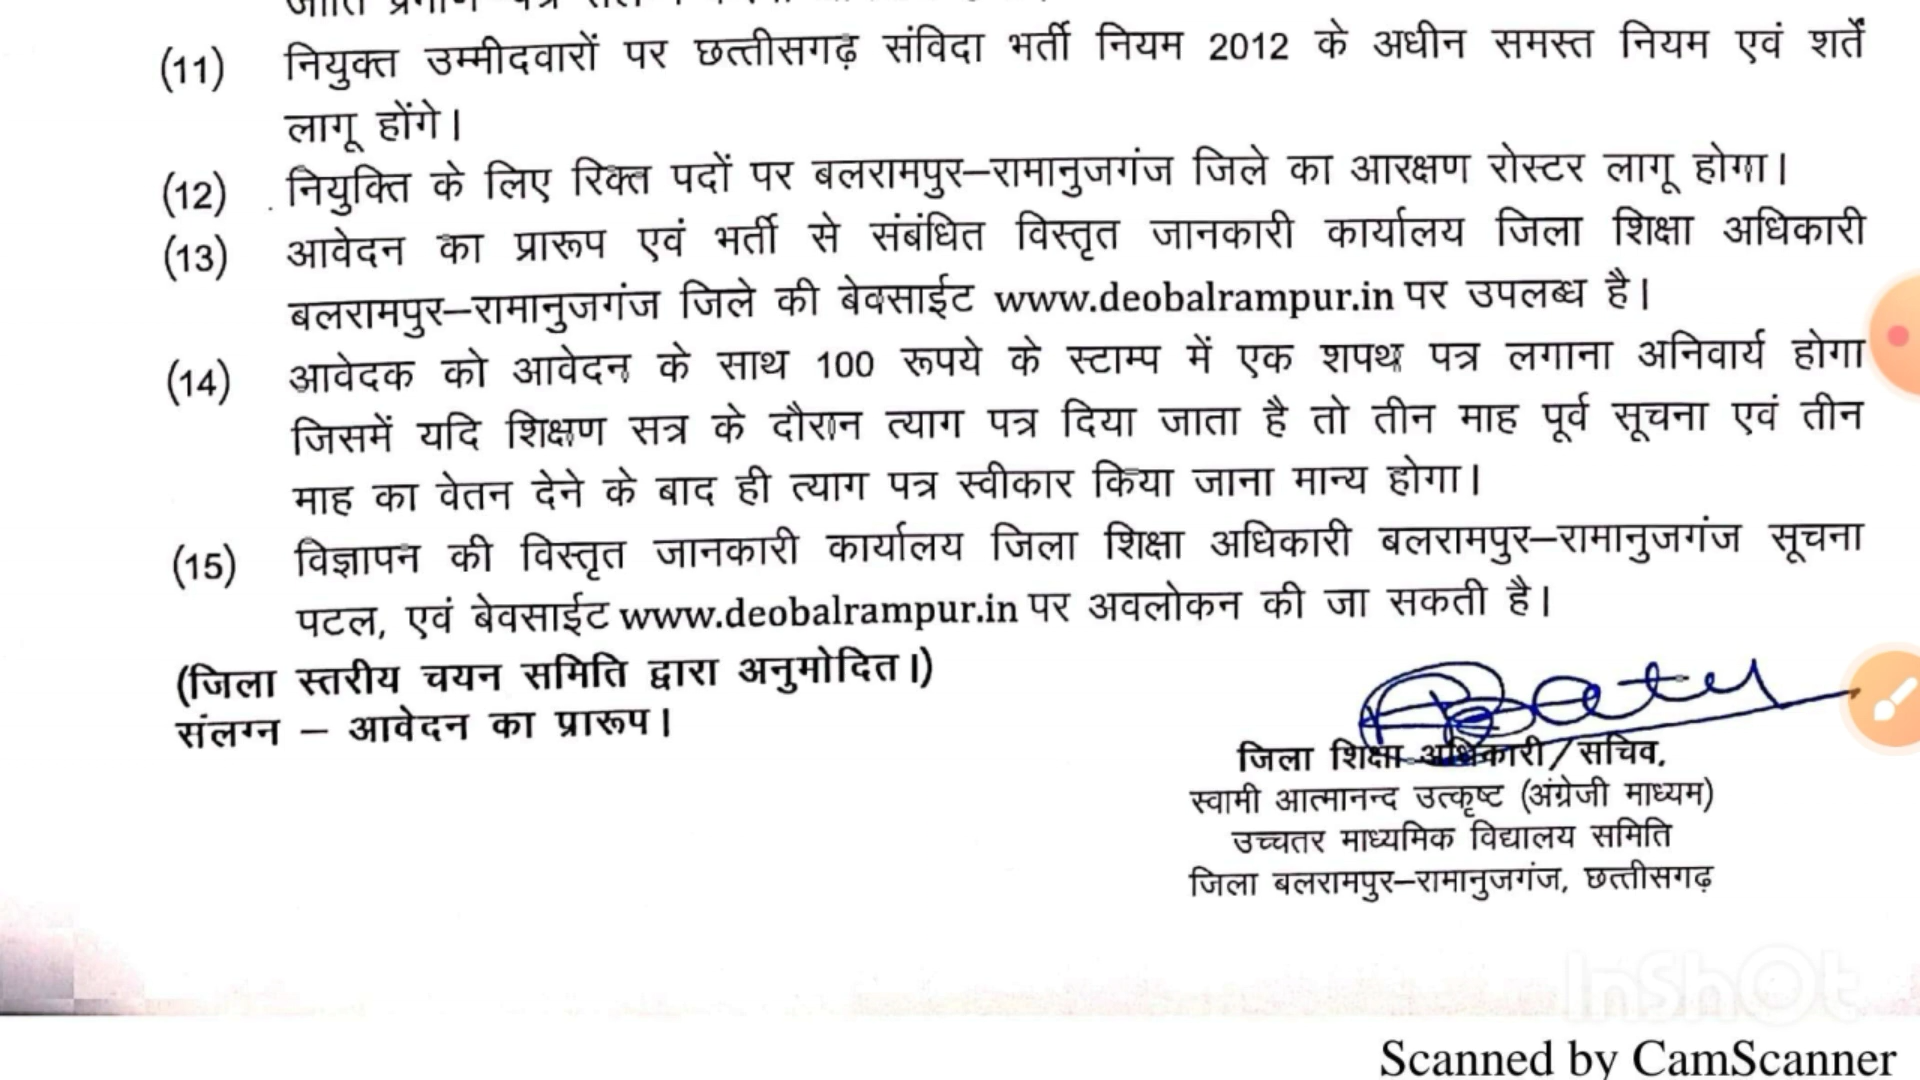 जाति प्रमाण
(11) नियुक्त उम्मीदवारों पर छत्तीसगढ़ संविदा भर्ती नियम 2012 के अधीन समस्त नियम एवं शर्तें
लागू होंगे।
(12) नियुक्ति के लिए रिक्त पदों पर बलरामपुर–रामानुजगंज जिले का आरक्षण रोस्टर लागू होगा।
(13) आवेदन का प्रारूप एवं भर्ती से संबंधित विस्तृत जानकारी कार्यालय जिला शिक्षा अधिकारी
बलरामपुर–रामानुजगंज जिले की बेवसाईट www.deobalrampur.in पर उपलब्ध है।
(14) आवेदक को आवेदन के साथ 100 रूपये के स्टाम्प में एक शपथ पत्र लगाना अनिवार्य होगा
जिसमें यदि शिक्षण सत्र के दौरान त्याग पत्र दिया जाता है तो तीन माह पूर्व सूचना एवं तीन
माह का वेतन देने के बाद ही त्याग पत्र स्वीकार किया जाना मान्य होगा।
(15) विज्ञापन की विस्तृत जानकारी कार्यालय जिला शिक्षा अधिकारी बलरामपुर–रामानुजगंज सूचना
पटल, एवं बेवसाईट www.deobalrampur.in पर अवलोकन की जा सकती है।
(जिला स्तरीय चयन समिति द्वारा अनुमोदित।)
संलग्न – आवेदन का प्रारूप।
जिला शिक्षा अधिकारी/सचिव,
स्वामी आत्मानन्द उत्कृष्ट (अंग्रेजी माध्यम)
उच्चतर माध्यमिक विद्यालय समिति
जिला बलरामपुर–रामानुजगंज, छत्तीसगढ़
InShOt
Scanned by CamScanner